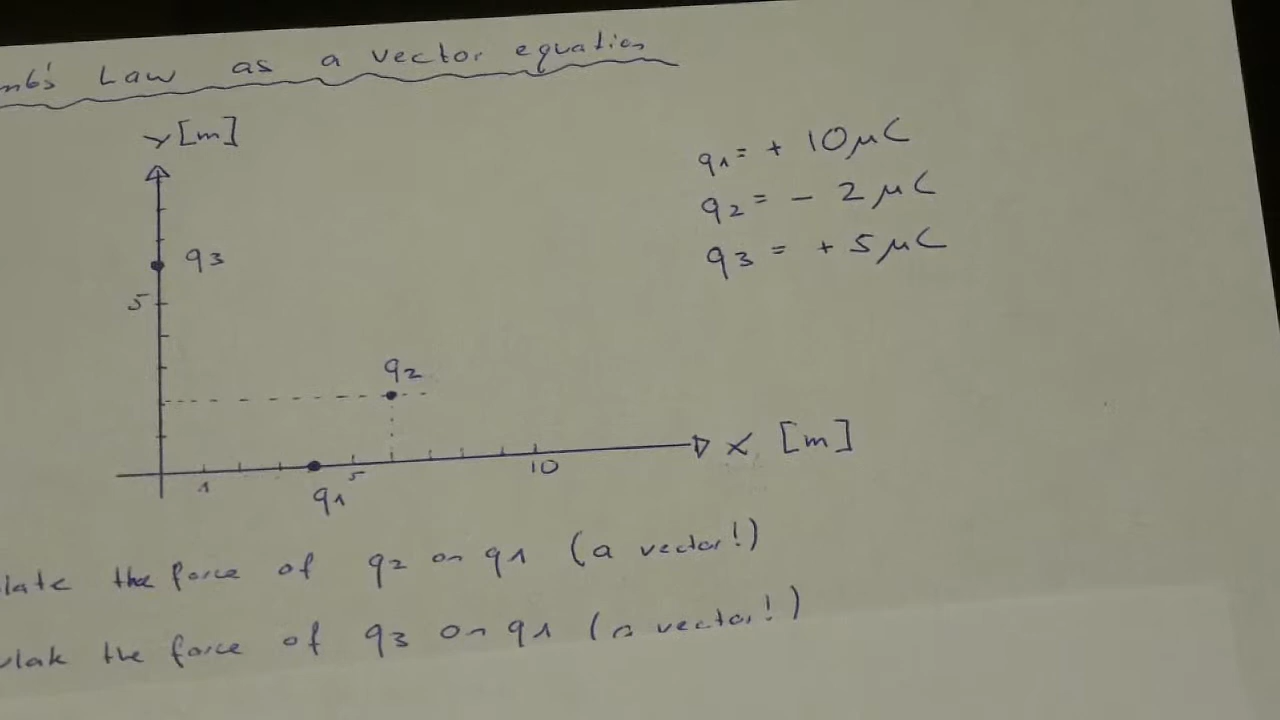 Law as a vector equation
Y [m]
q1 = + 10 μC
q2 = - 2 μC
q3 = + 5 μC
q3
5
q2
X [m]
1
5
10
q1
the force of q2 on q1 (a vector!)
the force of q3 on q1 (a vector!)